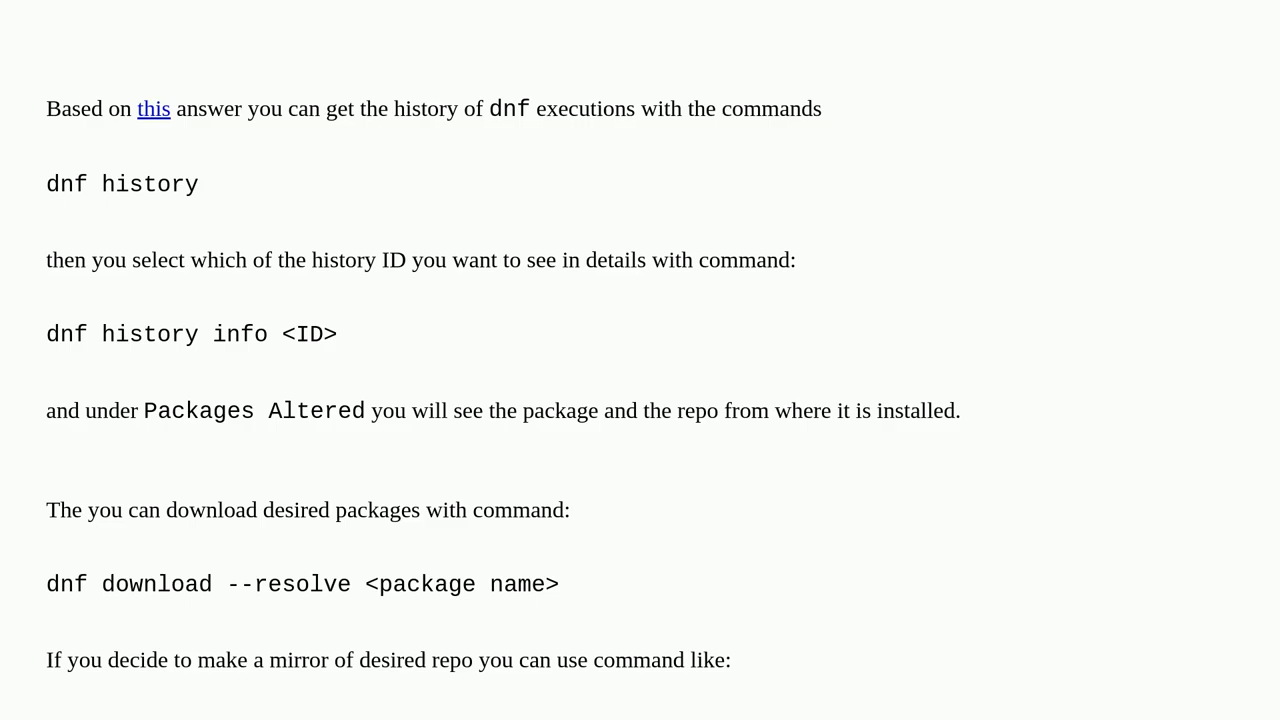 Based on this answer you can get the history of dnf executions with the commands
dnf history
then you select which of the history ID you want to see in details with command:
dnf history info <ID>
and under Packages Altered you will see the package and the repo from where it is installed.
The you can download desired packages with command:
dnf download --resolve <package name>
If you decide to make a mirror of desired repo you can use command like: